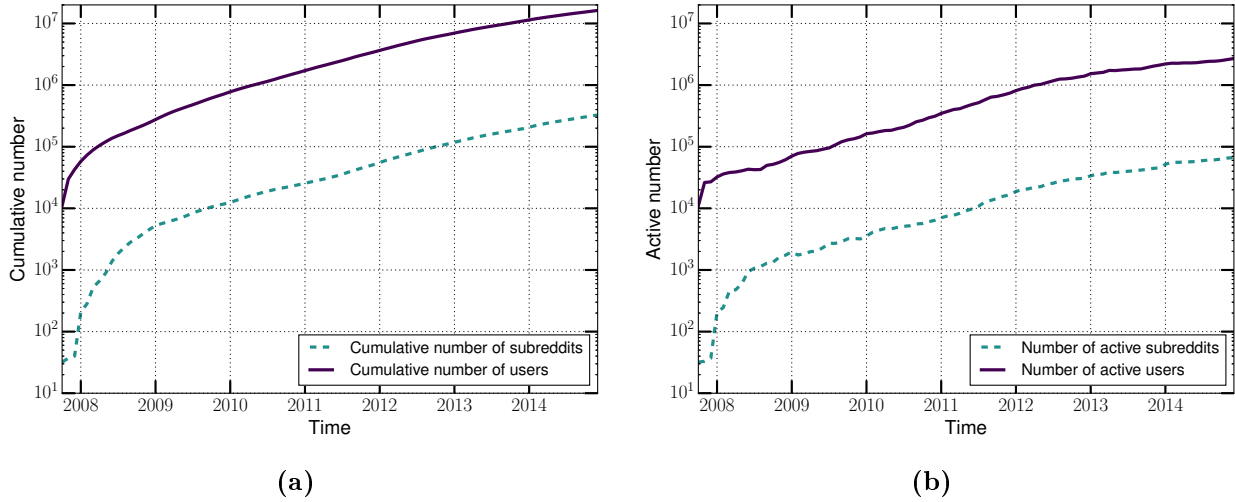 10^7
10^6
10^5
10^4
10^3
10^2
10^1
Cumulative number
Cumulative number of subreddits
Cumulative number of users
2008 2009 2010 2011 2012 2013 2014
Time
(a)
10^7
10^6
10^5
10^4
10^3
10^2
10^1
Active number
Number of active subreddits
Number of active users
2008 2009 2010 2011 2012 2013 2014
Time
(b)